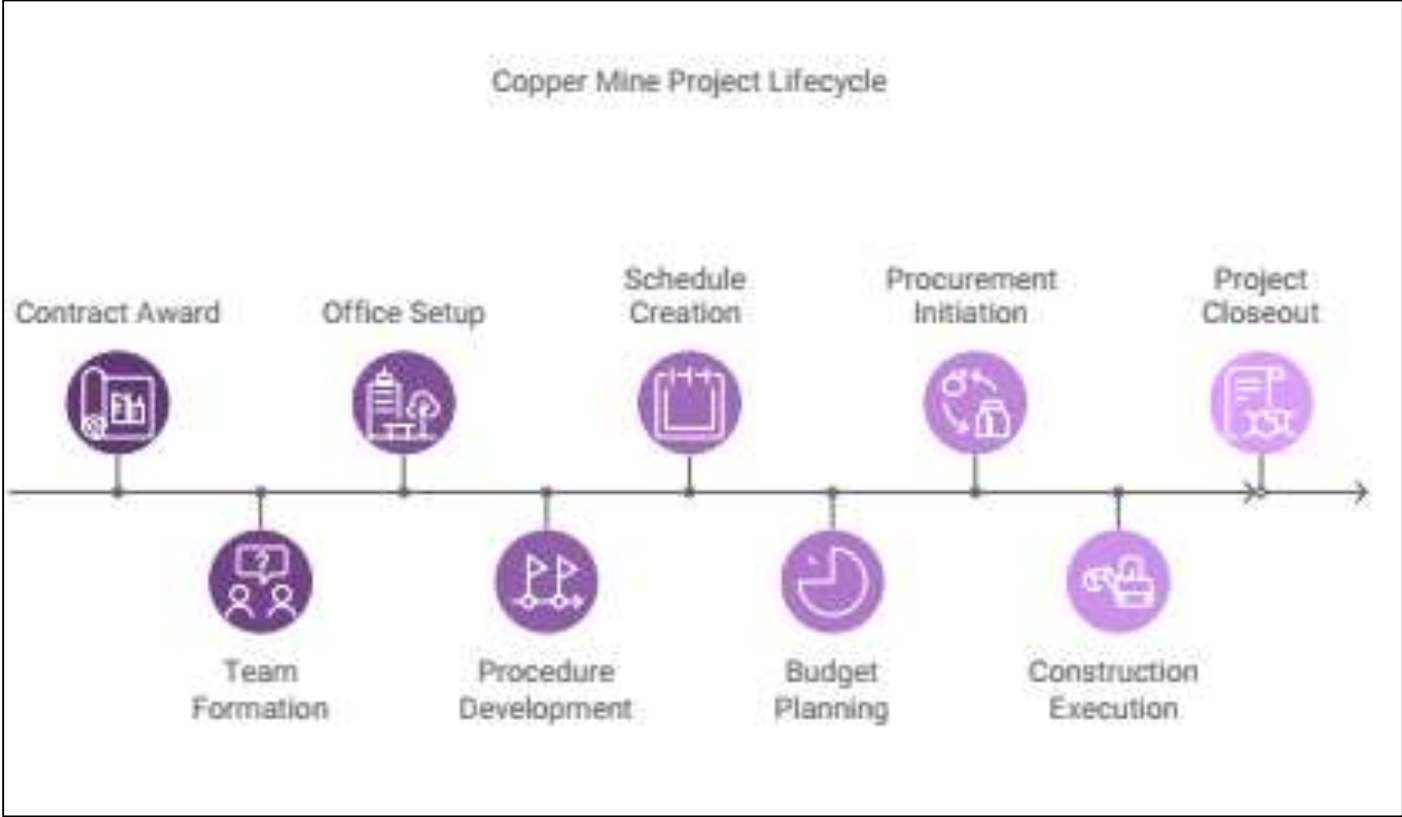 Copper Mine Project Lifecycle
Contract Award
Office Setup
Schedule
Creation
Procurement
Initiation
Project
Closeout
?
Team
Formation
Procedure
Development
Budget
Planning
Construction
Execution